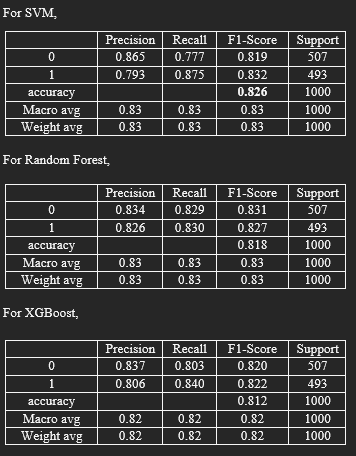 For SVM,
Precision Recall F1-Score Support
0 0.865 0.777 0.819 507
1 0.793 0.875 0.832 493
accuracy 0.826 1000
Macro avg 0.83 0.83 0.83 1000
Weight avg 0.83 0.83 0.83 1000
For Random Forest,
Precision Recall F1-Score Support
0 0.834 0.829 0.831 507
1 0.826 0.830 0.827 493
accuracy 0.818 1000
Macro avg 0.83 0.83 0.83 1000
Weight avg 0.83 0.83 0.83 1000
For XGBoost,
Precision Recall F1-Score Support
0 0.837 0.803 0.820 507
1 0.806 0.840 0.822 493
accuracy 0.812 1000
Macro avg 0.82 0.82 0.82 1000
Weight avg 0.82 0.82 0.82 1000